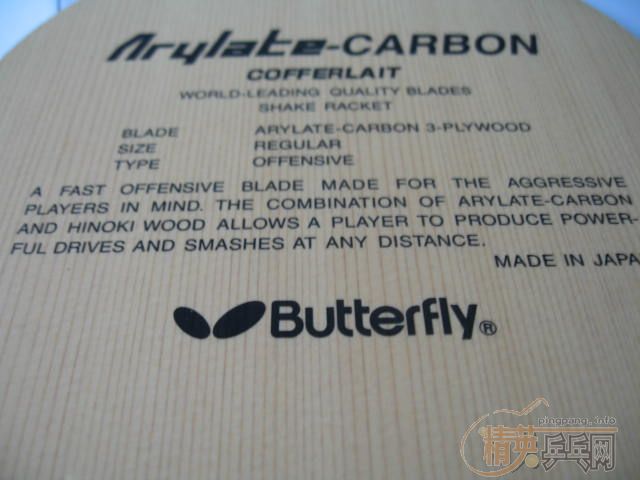 Arylate-CARBON
COFFERLAIT
WORLD-LEADING QUALITY BLADES
SHAKE RACKET
BLADE ARYLATE-CARBON 3-PLYWOOD
SIZE REGULAR
TYPE OFFENSIVE
A FAST OFFENSIVE BLADE MADE FOR THE AGGRESSIVE
PLAYERS IN MIND. THE COMBINATION OF ARYLATE-CARBON
AND HINOKI WOOD ALLOWS A PLAYER TO PRODUCE POWER-
FUL DRIVES AND SMASHES AT ANY DISTANCE.
MADE IN JAPA
Butterfly®
pingpang.info
精英乒乓网